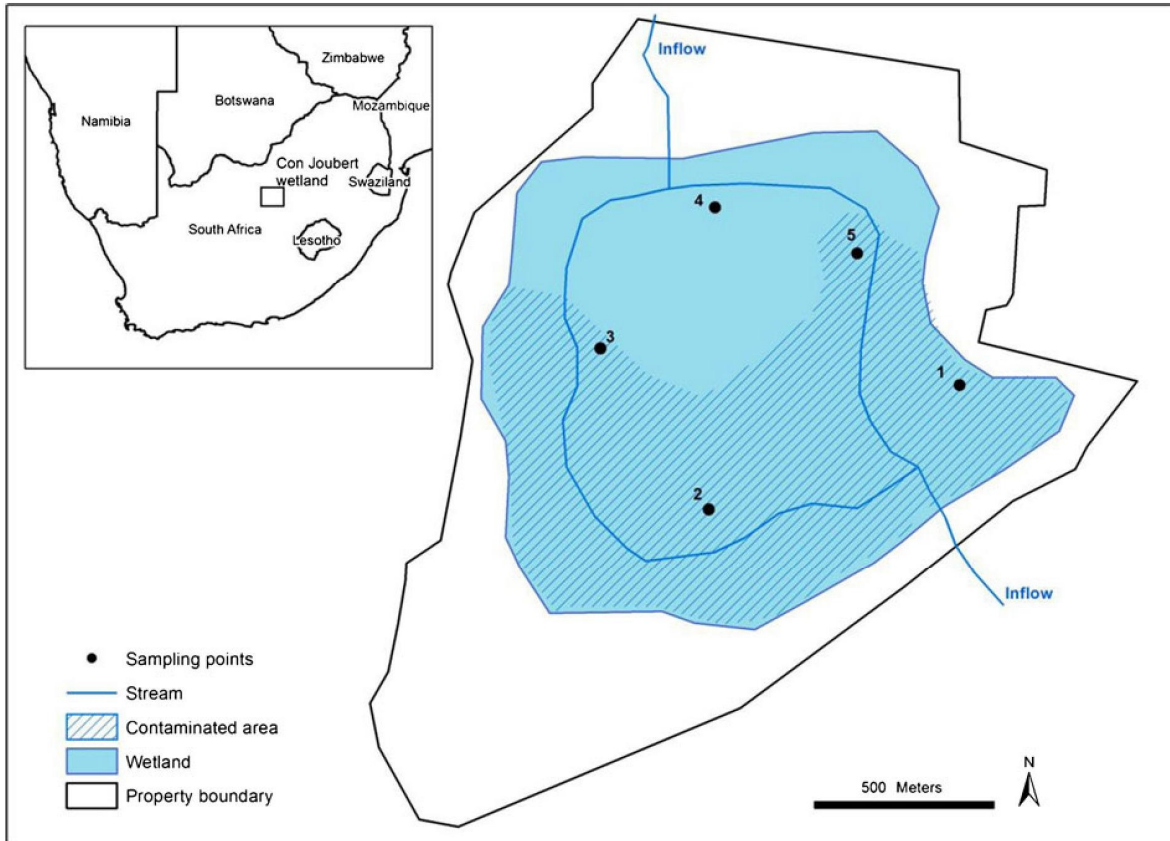 Zimbabwe
Botswana
Mozambique
Namibia
Con Joubert
wetland
Swaziland
South Africa
Lesotho
Inflow
4
5
3
1
2
Inflow
Sampling points
Stream
Contaminated area
Wetland
Property boundary
500 Meters
N